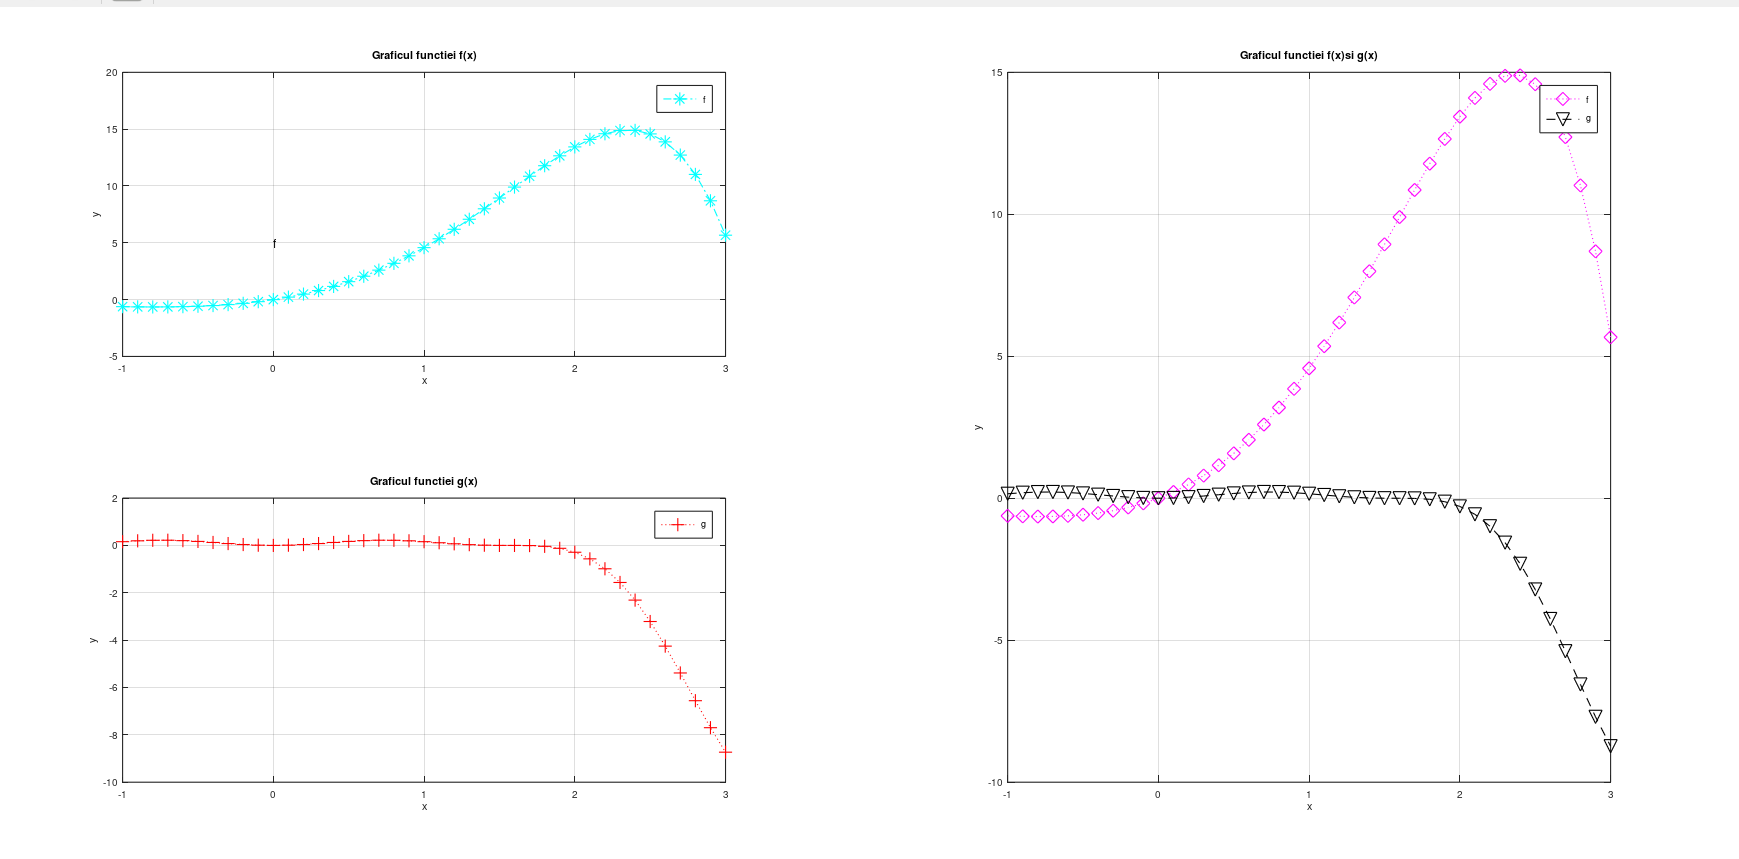 Graficul functiei f(x)
20
15
10
5
0
-5
y
f
f
-1 0 1 2 3
x
Graficul functiei g(x)
2
0
-2
-4
-6
-8
-10
y
g
-1 0 1 2 3
x
Graficul functiei f(x)si g(x)
15
10
5
0
-5
-10
y
f
g
-1 0 1 2 3
x